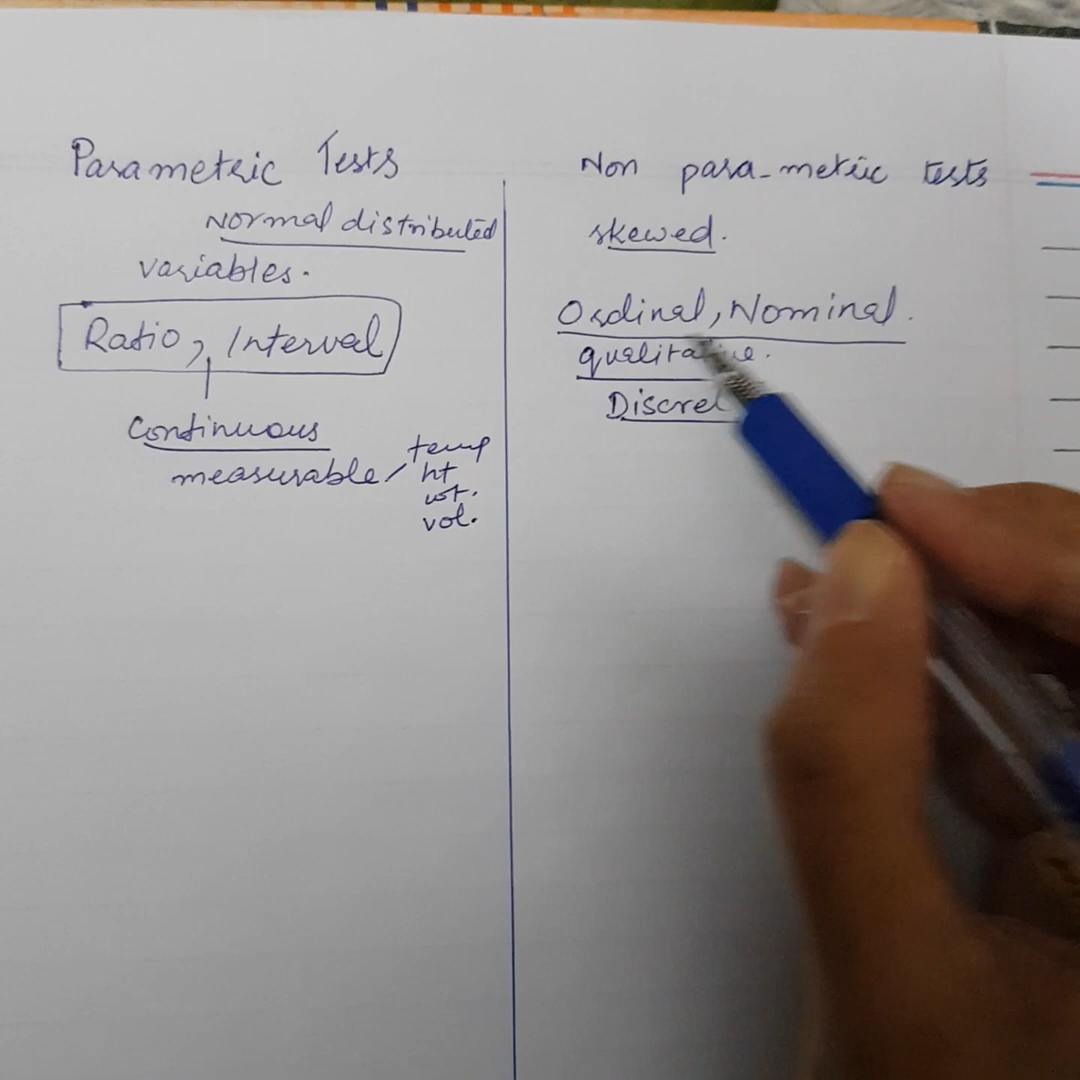 Parametric Tests
Normal distributed
variables.
Ratio, Interval
Continuous
measurable / temp
ht
wt.
vol.
Non para-metric tests
skewed.
Ordinal, Nominal.